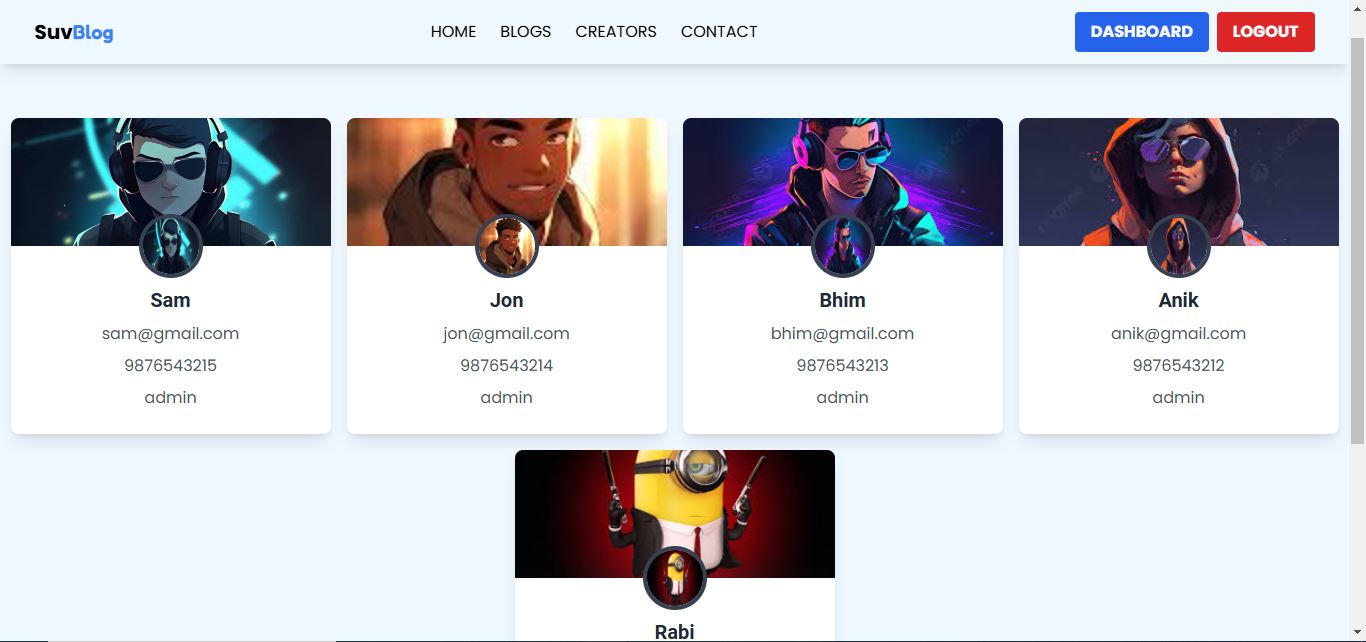 SuvBlog HOME BLOGS CREATORS CONTACT DASHBOARD LOGOUT
Sam
sam@gmail.com
9876543215
admin
Jon
jon@gmail.com
9876543214
admin
Bhim
bhim@gmail.com
9876543213
admin
Anik
anik@gmail.com
9876543212
admin
Rabi